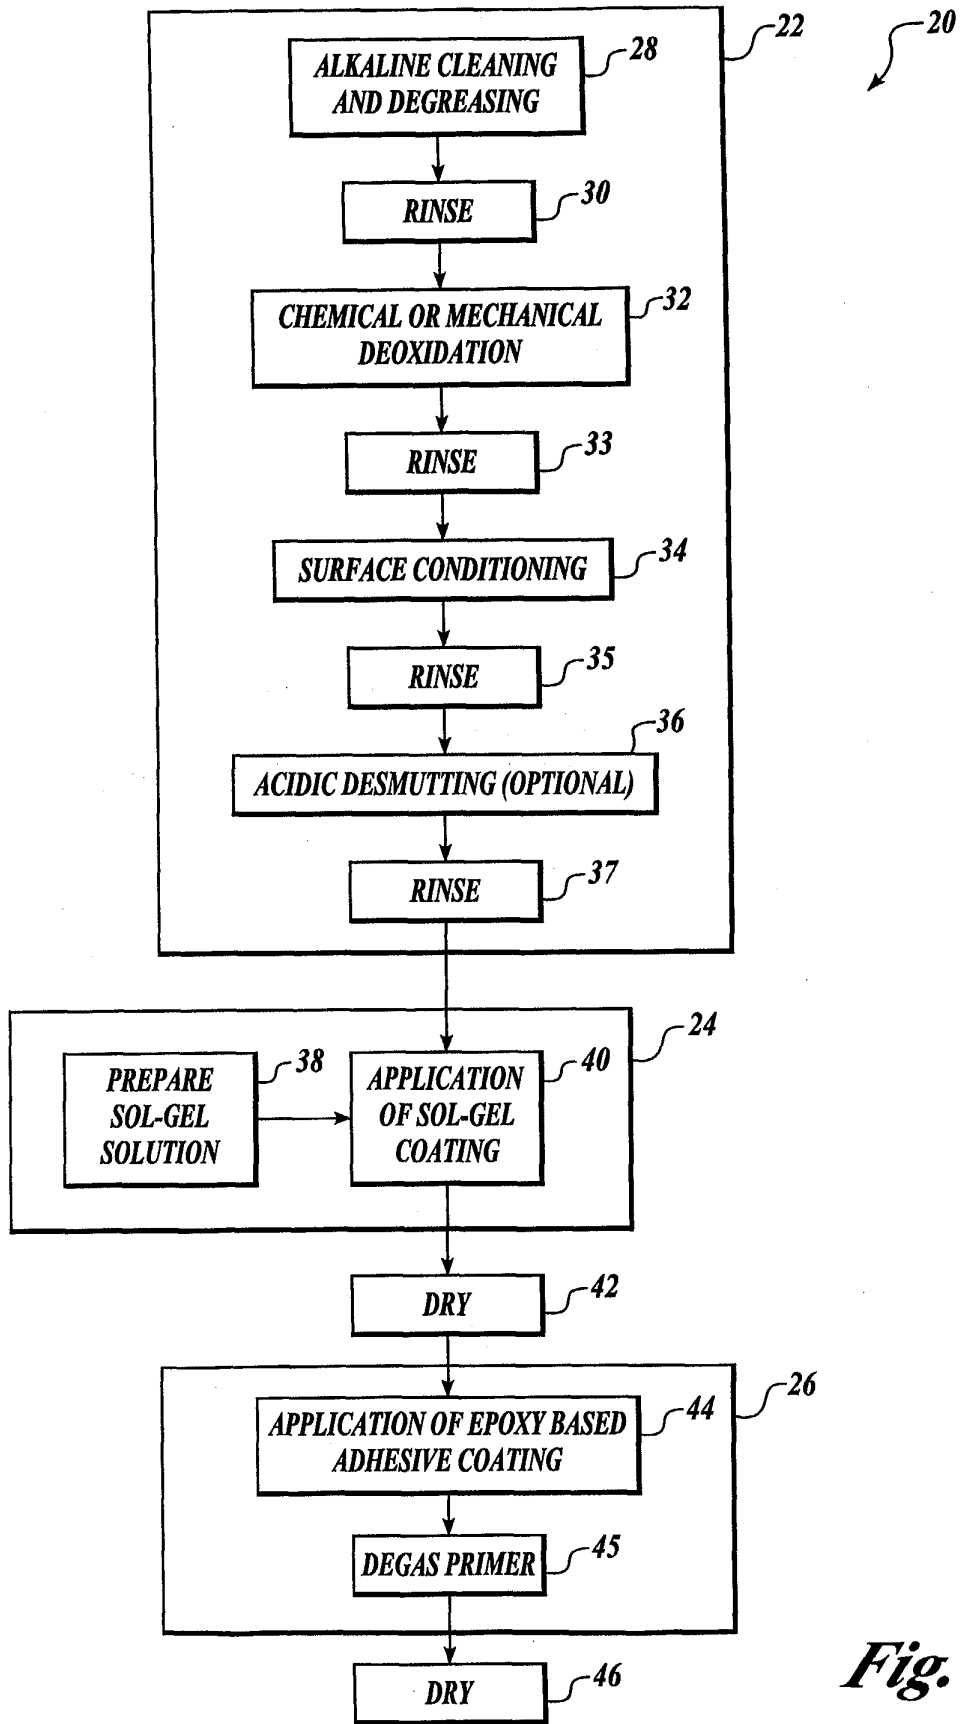 20
22
ALKALINE CLEANING
AND DEGREASING
28
RINSE
30
CHEMICAL OR MECHANICAL
DEOXIDATION
32
RINSE
33
SURFACE CONDITIONING
34
RINSE
35
ACIDIC DESMUTTING (OPTIONAL)
36
RINSE
37
24
PREPARE
SOL-GEL
SOLUTION
38
APPLICATION
OF SOL-GEL
COATING
40
DRY
42
26
APPLICATION OF EPOXY BASED
ADHESIVE COATING
44
DEGAS PRIMER
45
DRY
46
Fig.